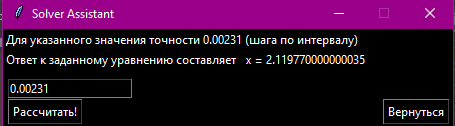 Solver Assistant
Для указанного значения точности 0.00231 (шага по интервалу)
Ответ к заданному уравнению составляет x = 2.119770000000035
0.00231
Рассчитать! Вернуться